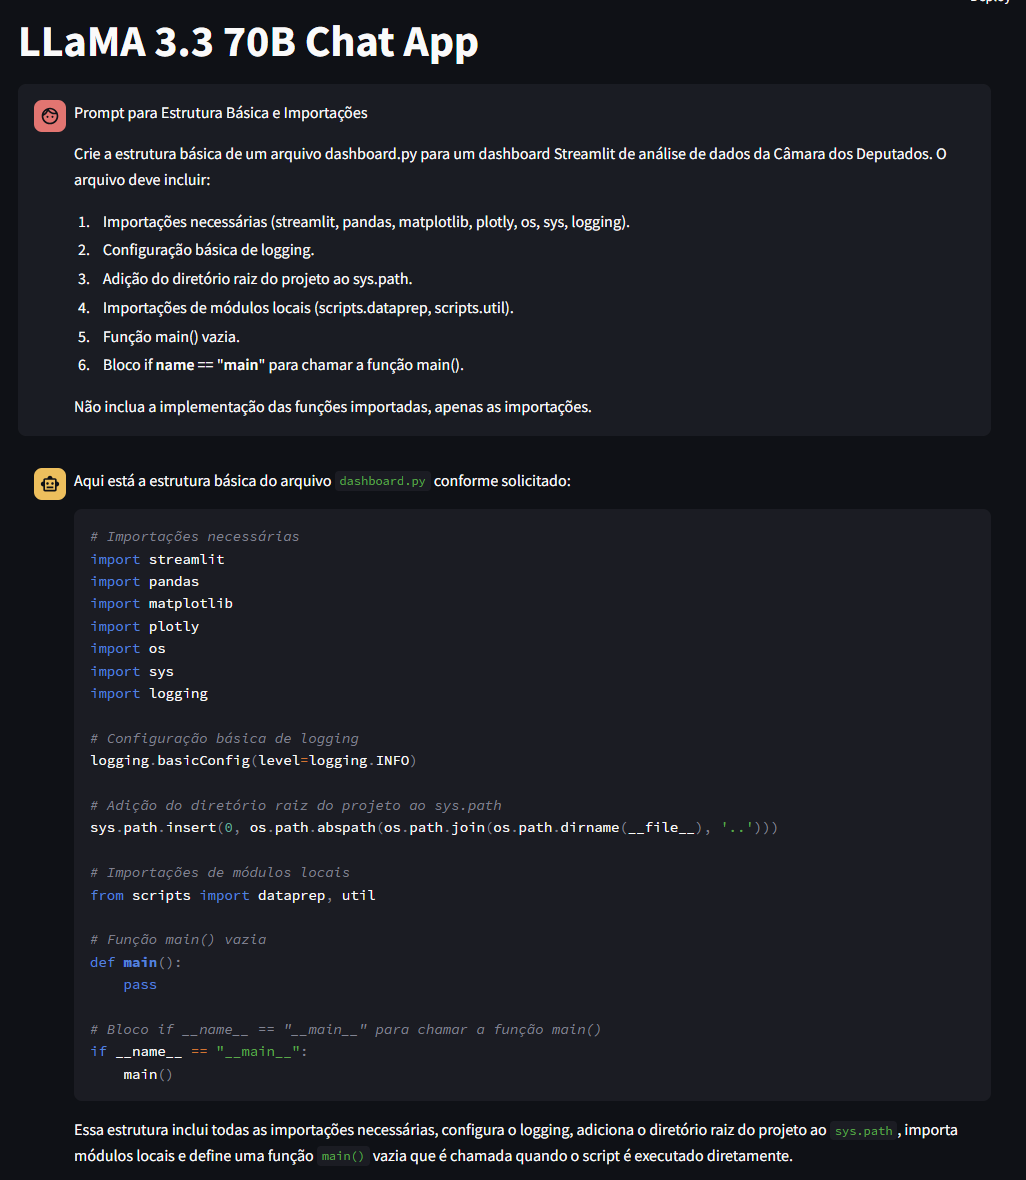 Deploy
LLaMA 3.3 70B Chat App
Prompt para Estrutura Básica e Importações
Crie a estrutura básica de um arquivo dashboard.py para um dashboard Streamlit de análise de dados da Câmara dos Deputados. O
arquivo deve incluir:
1. Importações necessárias (streamlit, pandas, matplotlib, plotly, os, sys, logging).
2. Configuração básica de logging.
3. Adição do diretório raiz do projeto ao sys.path.
4. Importações de módulos locais (scripts.dataprep, scripts.util).
5. Função main() vazia.
6. Bloco if name == "main" para chamar a função main().
Não inclua a implementação das funções importadas, apenas as importações.
Aqui está a estrutura básica do arquivo dashboard.py conforme solicitado:
# Importações necessárias
import streamlit
import pandas
import matplotlib
import plotly
import os
import sys
import logging
# Configuração básica de logging
logging.basicConfig(level=logging.INFO)
# Adição do diretório raiz do projeto ao sys.path
sys.path.insert(0, os.path.abspath(os.path.join(os.path.dirname(__file__), '..')))
# Importações de módulos locais
from scripts import dataprep, util
# Função main() vazia
def main():
    pass
# Bloco if __name__ == "__main__" para chamar a função main()
if __name__ == "__main__":
    main()
Essa estrutura inclui todas as importações necessárias, configura o logging, adiciona o diretório raiz do projeto ao sys.path, importa
módulos locais e define uma função main() vazia que é chamada quando o script é executado diretamente.